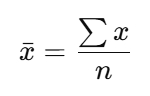 x̄ = ∑ x / n